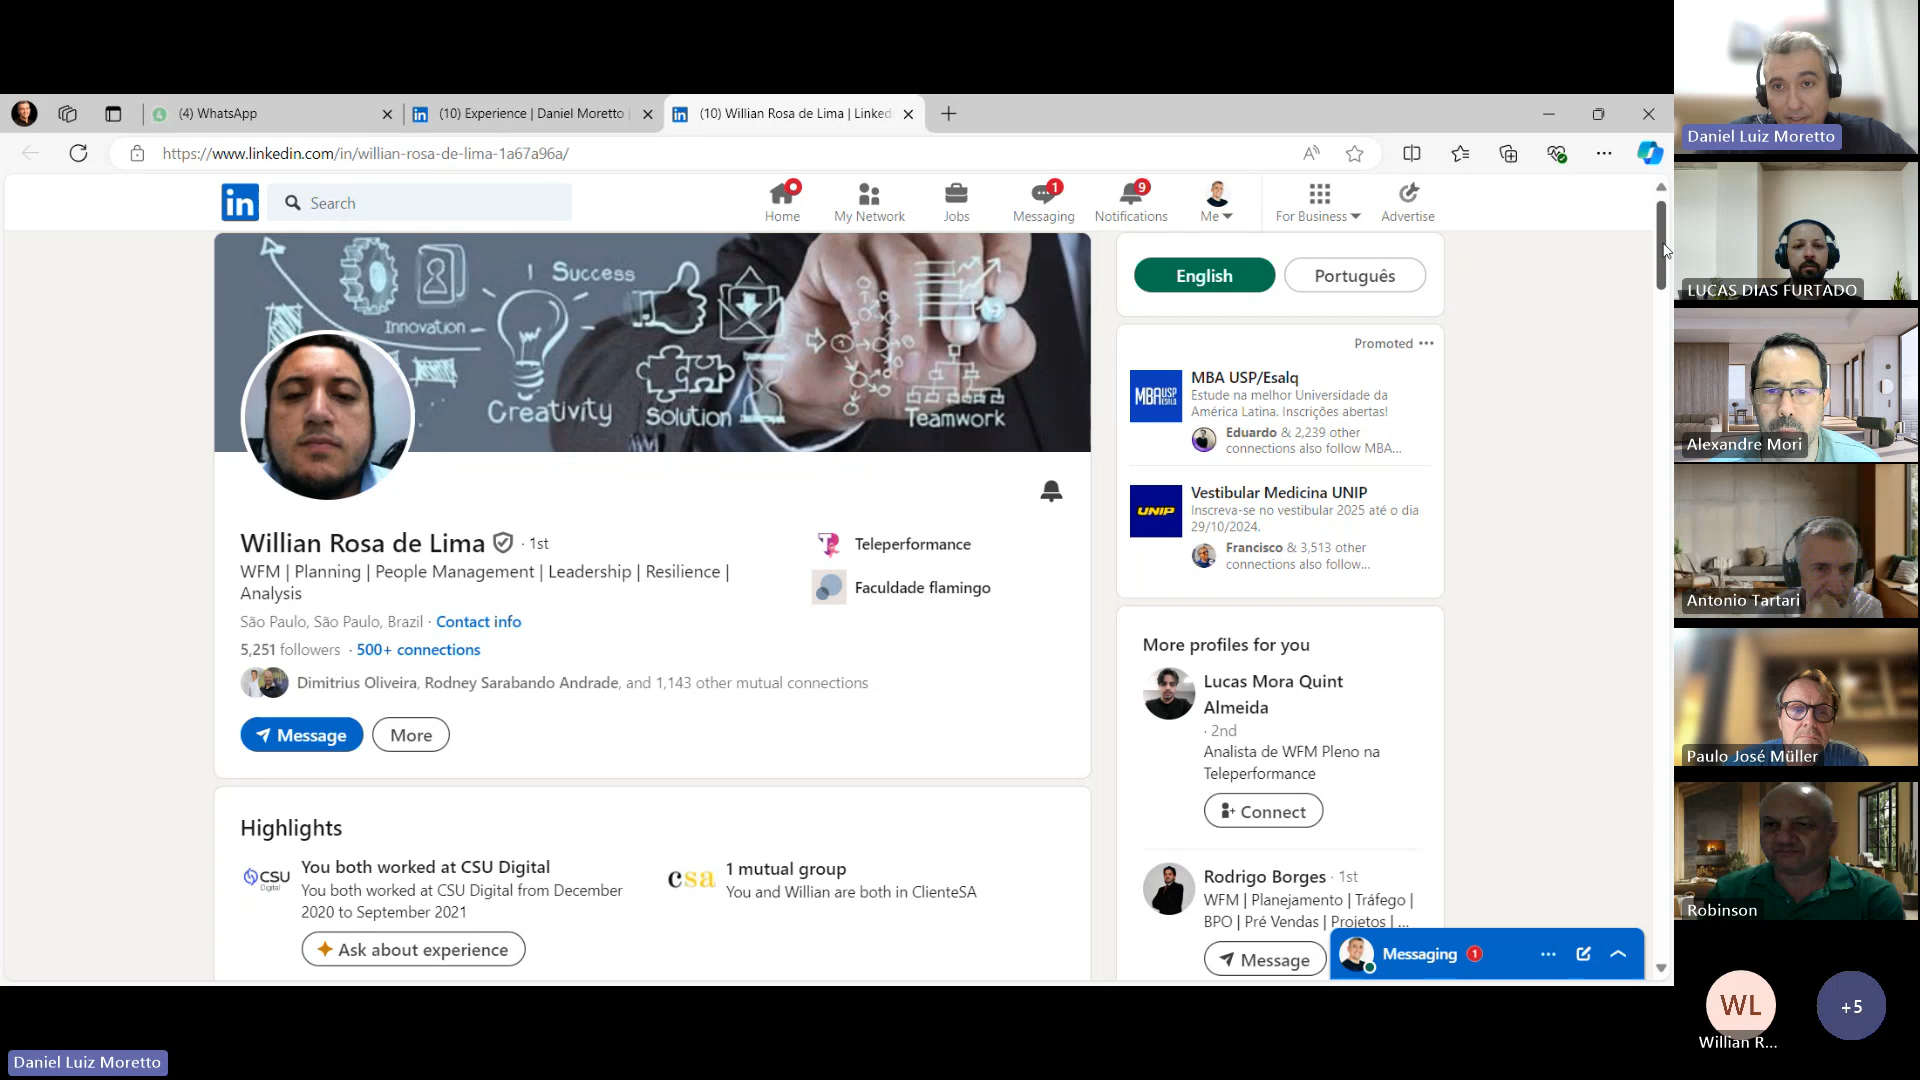 (4) WhatsApp
(10) Experience | Daniel Moretto |
(10) Willian Rosa de Lima | Linked
https://www.linkedin.com/in/willian-rosa-de-lima-1a67a96a/
in
Search
Home
My Network
Jobs
1
Messaging
9
Notifications
Me
For Business
Advertise
Success
Innovation
Creativity
Solution
Teamwork
Willian Rosa de Lima · 1st
WFM | Planning | People Management | Leadership | Resilience |
Analysis
São Paulo, São Paulo, Brazil · Contact info
5,251 followers · 500+ connections
Dimitrius Oliveira, Rodney Sarabando Andrade, and 1,143 other mutual connections
Message
More
Teleperformance
Faculdade flamingo
Highlights
CSU
Digital
You both worked at CSU Digital
You both worked at CSU Digital from December
2020 to September 2021
Ask about experience
csa
1 mutual group
You and Willian are both in ClienteSA
English
Português
Promoted ···
MBAUSP
ESALQ
MBA USP/Esalq
Estude na melhor Universidade da
América Latina. Inscrições abertas!
Eduardo & 2,239 other
connections also follow MBA...
UNIP
Vestibular Medicina UNIP
Inscreva-se no vestibular 2025 até o dia
29/10/2024.
Francisco & 3,513 other
connections also follow...
More profiles for you
Lucas Mora Quint
Almeida
· 2nd
Analista de WFM Pleno na
Teleperformance
Connect
Rodrigo Borges · 1st
WFM | Planejamento | Tráfego |
BPO | Pré Vendas | Projetos | ...
Message
Messaging 1
Daniel Luiz Moretto
LUCAS DIAS FURTADO
Alexandre Mori
Antonio Tartari
Paulo José Müller
Robinson
WL
Willian R...
+5
Daniel Luiz Moretto